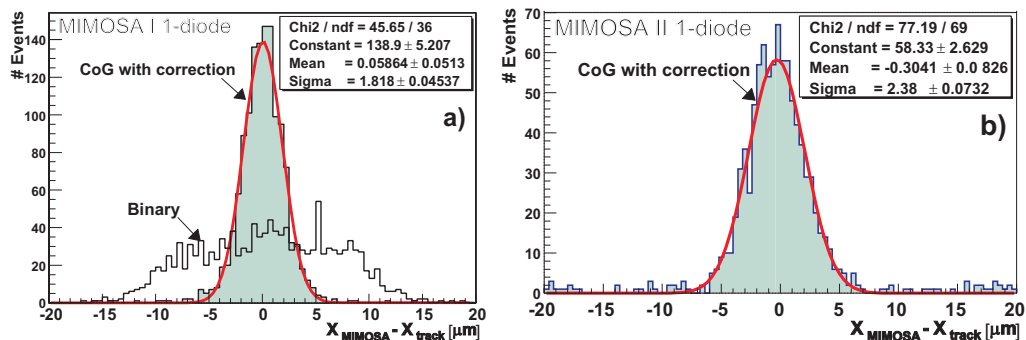 a)
MIMOSA I 1-diode
Chi2 / ndf = 45.65 / 36
Constant = 138.9 ± 5.207
Mean = 0.05864 ± 0.0513
Sigma = 1.818 ± 0.04537
# Events
140
120
100
80
60
40
20
0
CoG with correction
Binary
a)
-20 -15 -10 -5 0 5 10 15 20
X MIMOSA - X track [μm]
b)
MIMOSA II 1-diode
Chi2 / ndf = 77.19 / 69
Constant = 58.33 ± 2.629
Mean = -0.3041 ± 0.0 826
Sigma = 2.38 ± 0.0732
# Events
70
60
50
40
30
20
10
0
CoG with correction
b)
-20 -15 -10 -5 0 5 10 15 20
X MIMOSA - X track [μm]